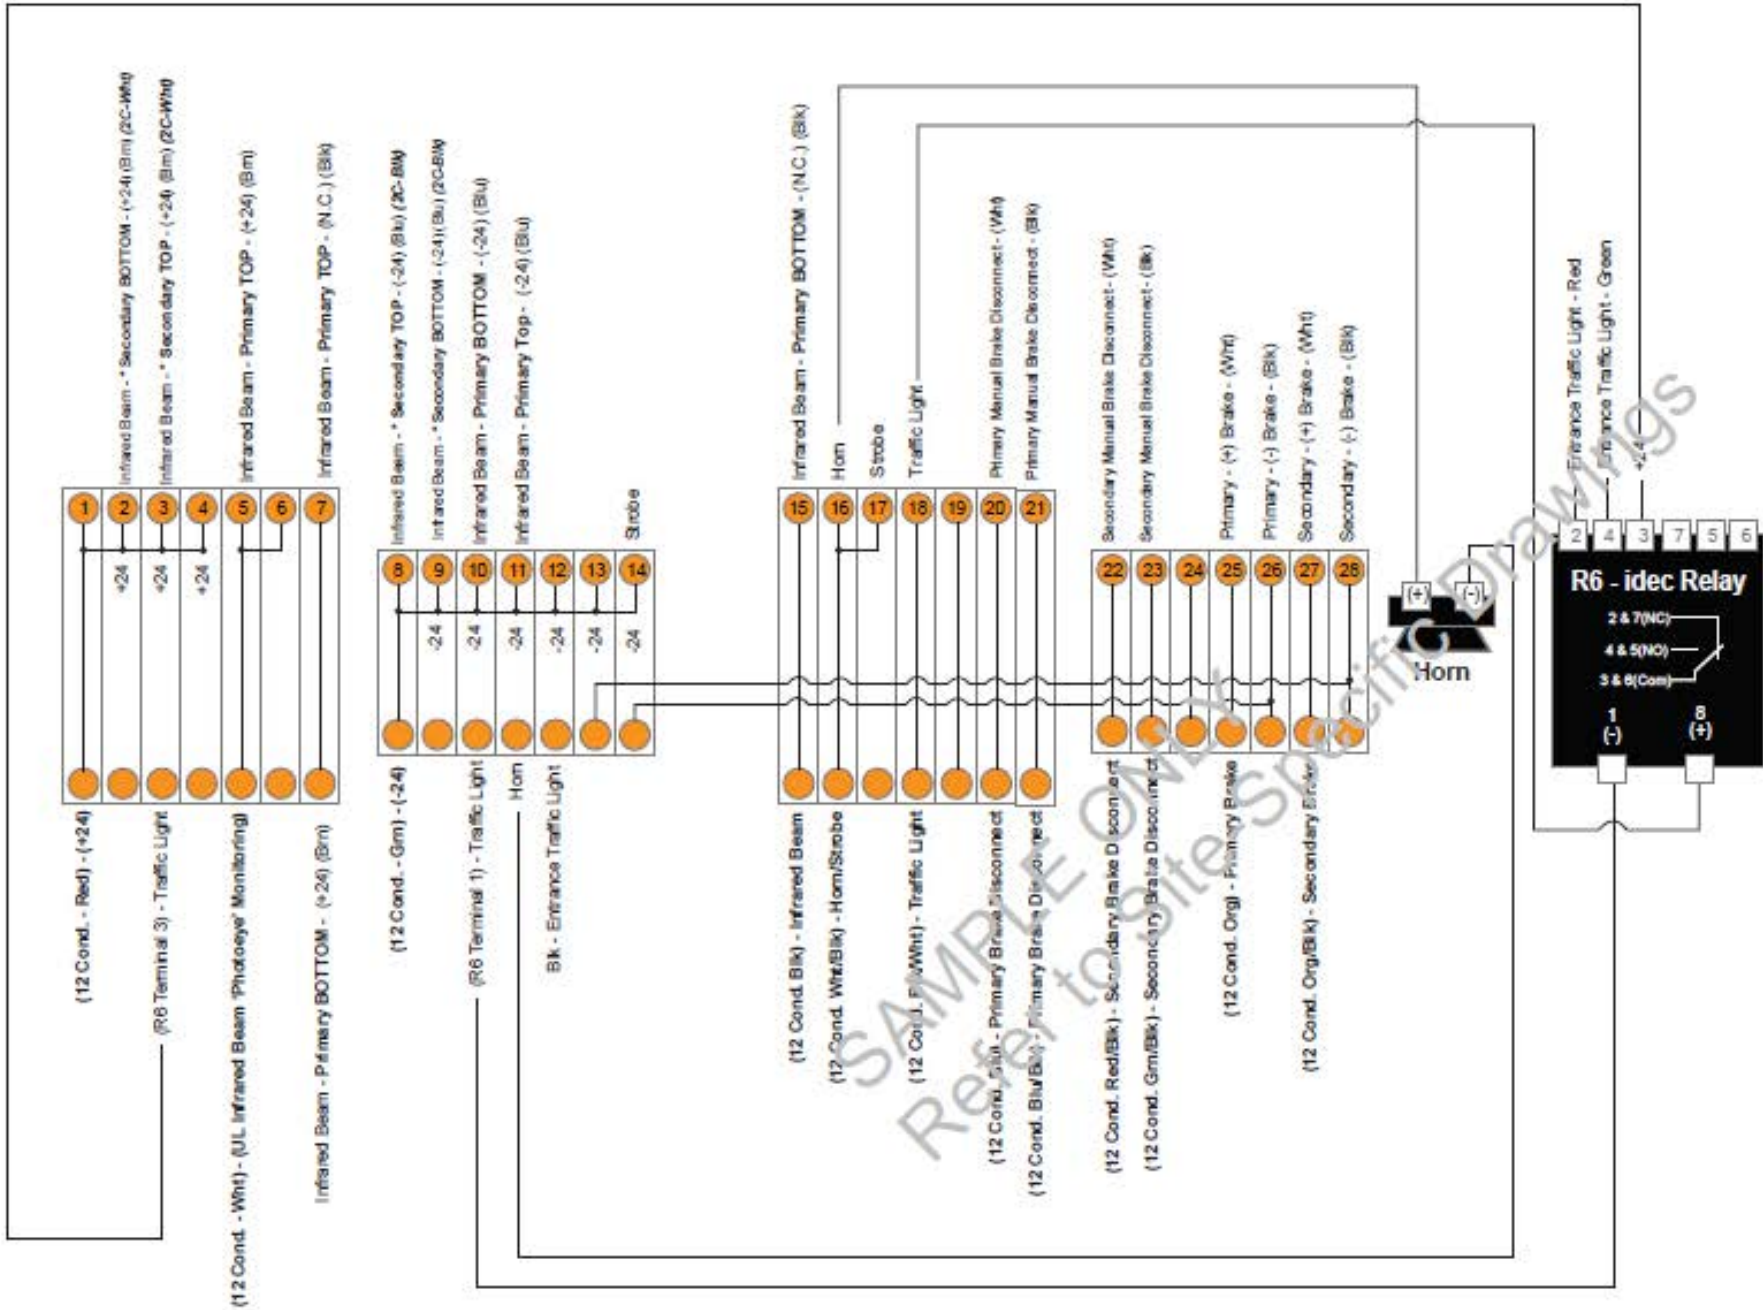 Infrared Beam - * Secondary BOTTOM - (+24) (Brn) (2C-Wht)
Infrared Beam - * Secondary TOP - (+24) (Brn) (2C-Wht)
Infrared Beam - Primary TOP - (+24) (Brn)
Infrared Beam - Primary TOP - (N.C.) (Blk)
1
2
3
4
5
6
7
+24
+24
+24
(12 Cond. - Red) - (+24)
(R6 Terminal 3) - Traffic Light
(12 Cond. - Wht) - (UL Infrared Beam 'Photoeye' Monitoring)
Infrared Beam - Primary BOTTOM - (+24) (Brn)
Infrared Beam - * Secondary TOP - (-24) (Blu) (2C-Blk)
Infrared Beam - * Secondary BOTTOM - (-24) (Blu) (2C-Blk)
Infrared Beam - Primary BOTTOM - (-24) (Blu)
Infrared Beam - Primary Top - (-24) (Blu)
Strobe
8
9
10
11
12
13
14
-24
-24
-24
-24
-24
-24
(12 Cond. - Grn) - (-24)
(R6 Terminal 1) - Traffic Light
Horn
Blk - Entrance Traffic Light
Infrared Beam - Primary BOTTOM - (N.C.) (Blk)
Horn
Strobe
Traffic Light
Primary Manual Brake Disconnect - (Wht)
Primary Manual Brake Disconnect - (Blk)
15
16
17
18
19
20
21
(12 Cond. Blk) - Infrared Beam
(12 Cond. Wht/Blk) - Horn/Strobe
(12 Cond. Blk/Wht) - Traffic Light
(12 Cond. Blu) - Primary Brake Disconnect
(12 Cond. Blu/Blk) - Primary Brake Disconnect
Secondary Manual Brake Disconnect - (Wht)
Secondary Manual Brake Disconnect - (Blk)
Primary - (+) Brake - (Wht)
Primary - (-) Brake - (Blk)
Secondary - (+) Brake - (Wht)
Secondary - (-) Brake - (Blk)
22
23
24
25
26
27
28
(12 Cond. Red/Blk) - Secondary Brake Disconnect
(12 Cond. Grn/Blk) - Secondary Brake Disconnect
(12 Cond. Org) - Primary Brake
(12 Cond. Org/Blk) - Secondary Brake
(+)
(-)
Horn
Entrance Traffic Light - Red
Entrance Traffic Light - Green
+24
2
4
3
7
5
6
R6 - idec Relay
2 & 7(NC)
4 & 5(NO)
3 & 6(Com)
1
(-)
8
(+)
SAMPLE ONLY
Refer to Site-Specific Drawings